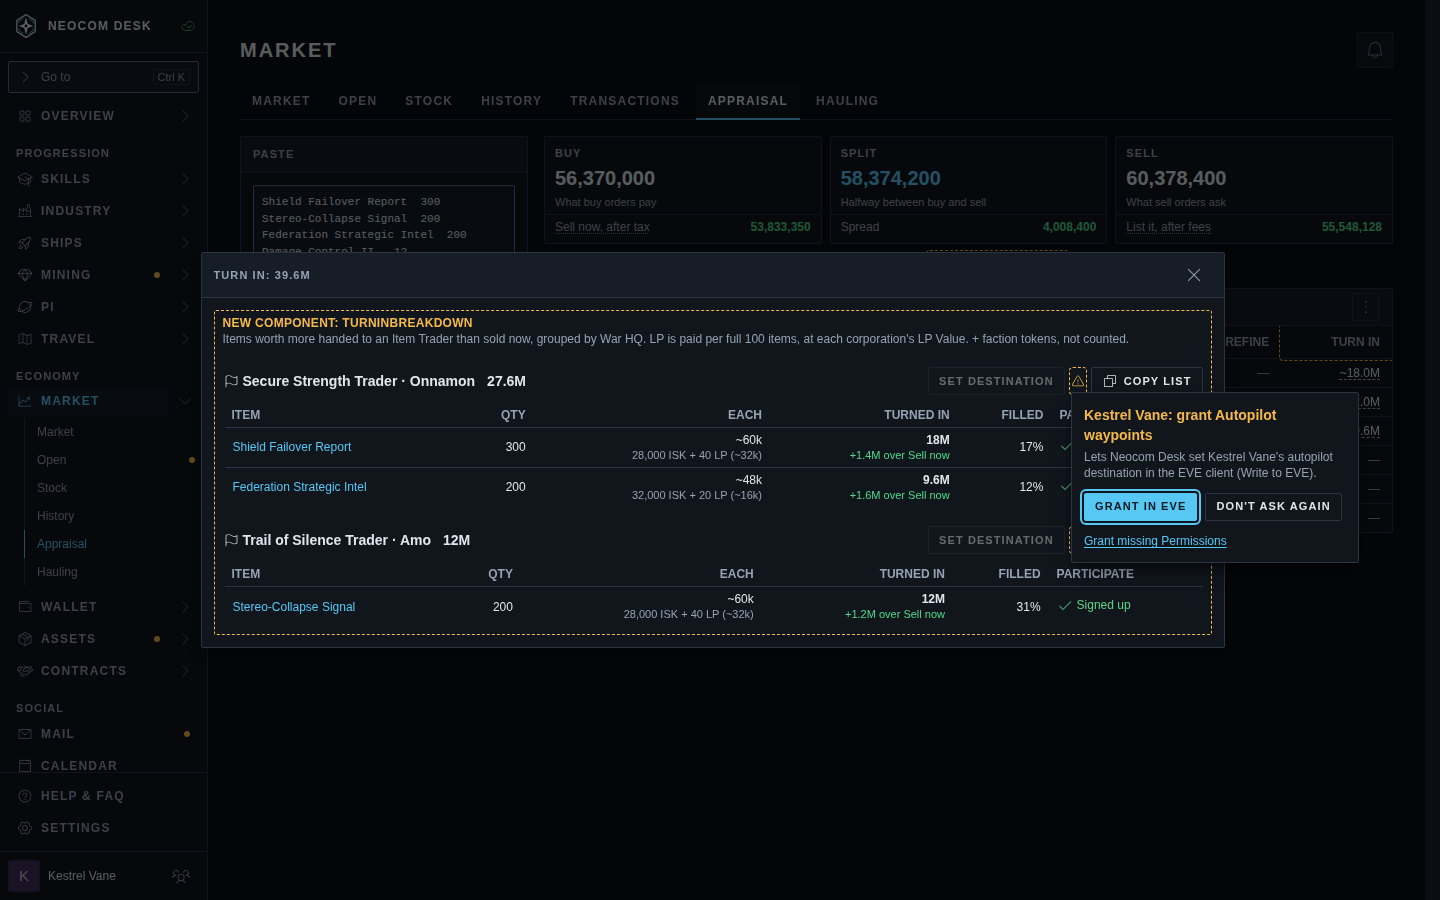 NEOCOM DESK
Go to
Ctrl K
OVERVIEW
PROGRESSION
SKILLS
INDUSTRY
SHIPS
MINING
PI
TRAVEL
ECONOMY
MARKET
Market
Open
Stock
History
Appraisal
Hauling
WALLET
ASSETS
CONTRACTS
SOCIAL
MAIL
CALENDAR
HELP & FAQ
SETTINGS
K Kestrel Vane
MARKET
MARKET OPEN STOCK HISTORY TRANSACTIONS APPRAISAL HAULING
PASTE
Shield Failover Report 300
Stereo-Collapse Signal 200
Federation Strategic Intel 200
Damage Control II 12
BUY
56,370,000
What buy orders pay
Sell now, after tax 53,833,350
SPLIT
58,374,200
Halfway between buy and sell
Spread 4,008,400
SELL
60,378,400
What sell orders ask
List it, after fees 55,548,128
REFINE TURN IN
— ~18.0M
.0M
.6M
—
—
—
TURN IN: 39.6M
NEW COMPONENT: TURNINBREAKDOWN
Items worth more handed to an Item Trader than sold now, grouped by War HQ. LP is paid per full 100 items, at each corporation's LP Value. + faction tokens, not counted.
Secure Strength Trader · Onnamon 27.6M
SET DESTINATION
COPY LIST
ITEM QTY EACH TURNED IN FILLED PA
Shield Failover Report 300 ~60k 18M 17%
28,000 ISK + 40 LP (~32k) +1.4M over Sell now
Federation Strategic Intel 200 ~48k 9.6M 12%
32,000 ISK + 20 LP (~16k) +1.6M over Sell now
Trail of Silence Trader · Amo 12M
SET DESTINATION
ITEM QTY EACH TURNED IN FILLED PARTICIPATE
Stereo-Collapse Signal 200 ~60k 12M 31% Signed up
28,000 ISK + 40 LP (~32k) +1.2M over Sell now
Kestrel Vane: grant Autopilot
waypoints
Lets Neocom Desk set Kestrel Vane's autopilot
destination in the EVE client (Write to EVE).
GRANT IN EVE
DON'T ASK AGAIN
Grant missing Permissions